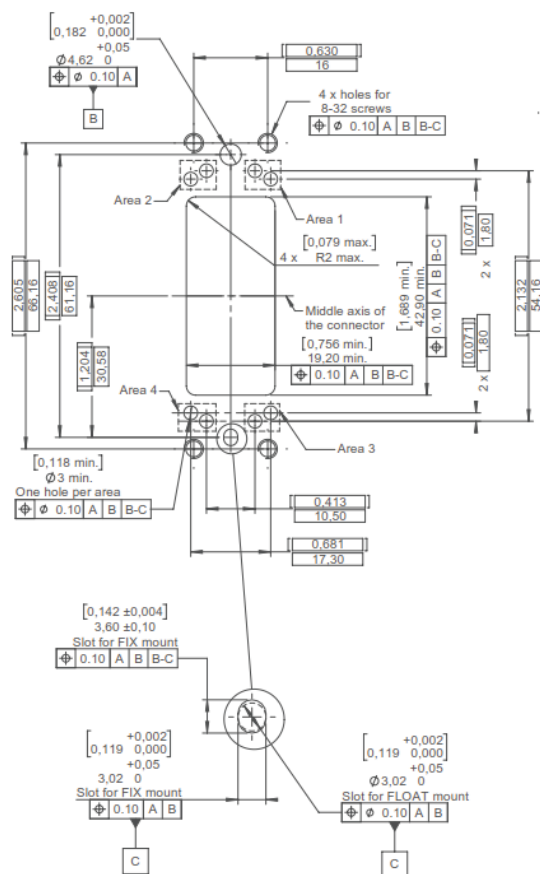 [0,182 +0,002 0,000]
Ø4,62 +0,05 0
⌖ Ø 0.10 A
B
[0,630]
16
4 x holes for
8-32 screws
⌖ Ø 0.10 A B B-C
Area 2
Area 1
[0,079 max.]
4 x R2 max.
[2,605]
66,16
[2,408]
61,16
[1,204]
30,58
Middle axis of
the connector
[0,756 min.]
19,20 min.
⌖ 0.10 A B B-C
[1,689 min.]
42,90 min.
⌖ 0.10 A B B-C
[0,071]
1,80
2 x
[0,071]
1,80
2 x
[2,132]
54,16
Area 4
Area 3
[0,118 min.]
Ø3 min.
One hole per area
⌖ Ø 0.10 A B B-C
[0,413]
10,50
[0,681]
17,30
[0,142 ±0,004]
3,60 ±0,10
Slot for FIX mount
⌖ 0.10 A B B-C
[0,119 +0,002 0,000]
3,02 +0,05 0
Slot for FIX mount
⌖ 0.10 A B
C
[0,119 +0,002 0,000]
Ø3,02 +0,05 0
Slot for FLOAT mount
⌖ Ø 0.10 A B
C